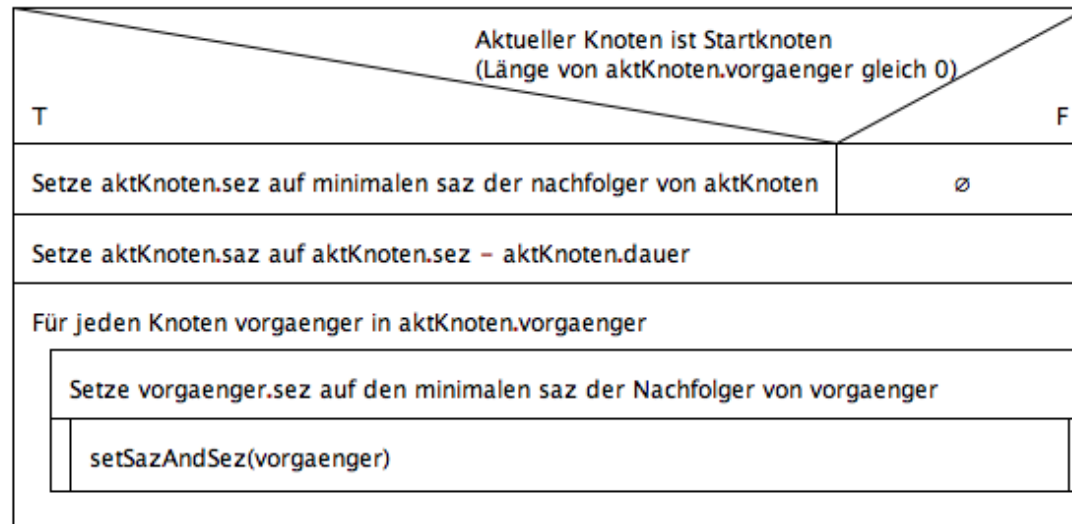 Aktueller Knoten ist Startknoten
(Länge von aktKnoten.vorgaenger gleich 0)
T
F
Setze aktKnoten.sez auf minimalen saz der nachfolger von aktKnoten
∅
Setze aktKnoten.saz auf aktKnoten.sez – aktKnoten.dauer
Für jeden Knoten vorgaenger in aktKnoten.vorgaenger
Setze vorgaenger.sez auf den minimalen saz der Nachfolger von vorgaenger
setSazAndSez(vorgaenger)